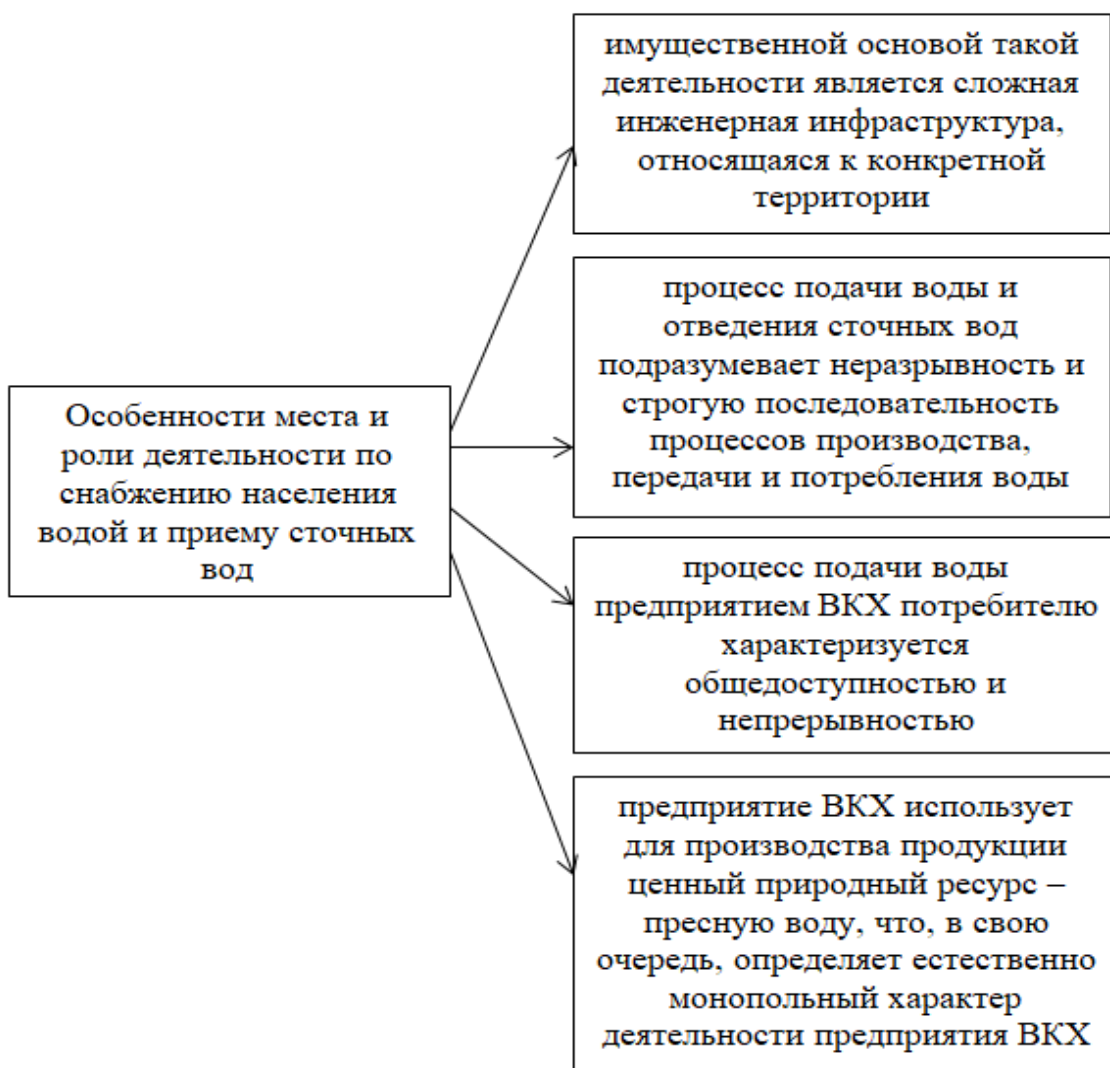 Особенности места и
роли деятельности по
снабжению населения
водой и приему сточных
вод
имущественной основой такой
деятельности является сложная
инженерная инфраструктура,
относящаяся к конкретной
территории
процесс подачи воды и
отведения сточных вод
подразумевает неразрывность и
строгую последовательность
процессов производства,
передачи и потребления воды
процесс подачи воды
предприятием ВКХ потребителю
характеризуется
общедоступностью и
непрерывностью
предприятие ВКХ использует
для производства продукции
ценный природный ресурс –
пресную воду, что, в свою
очередь, определяет естественно
монопольный характер
деятельности предприятия ВКХ